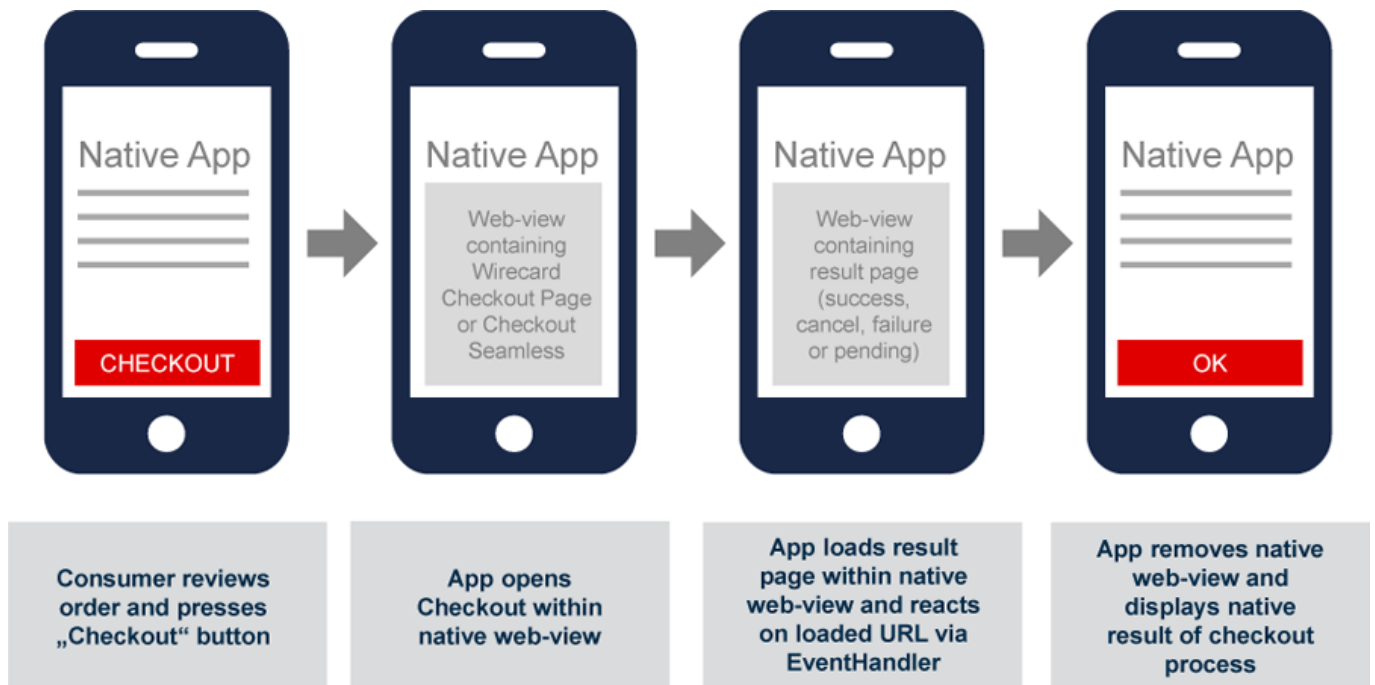 Native App
CHECKOUT
Native App
Web-view
containing
Wirecard
Checkout Page
or Checkout
Seamless
Native App
Web-view
containing
result page
(success,
cancel, failure
or pending)
Native App
OK
Consumer reviews
order and presses
„Checkout“ button
App opens
Checkout within
native web-view
App loads result
page within native
web-view and reacts
on loaded URL via
EventHandler
App removes native
web-view and
displays native
result of checkout
process